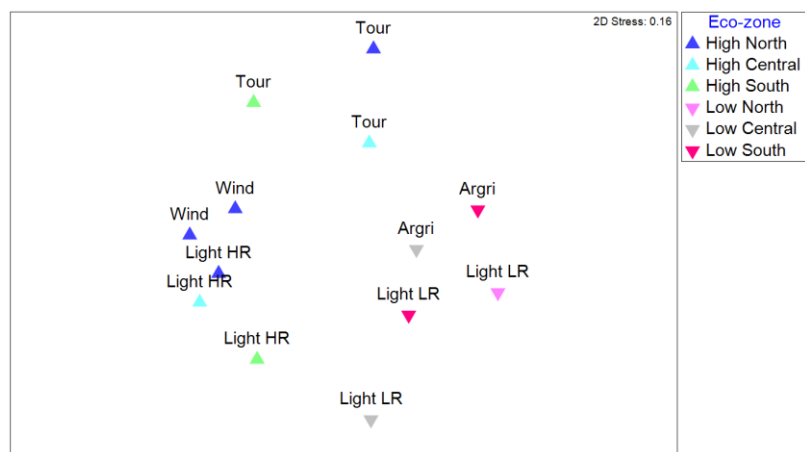 2D Stress: 0.16
Tour
Tour
Tour
Wind
Wind
Light HR
Light HR
Light HR
Argri
Argri
Light LR
Light LR
Light LR
Eco-zone
High North
High Central
High South
Low North
Low Central
Low South